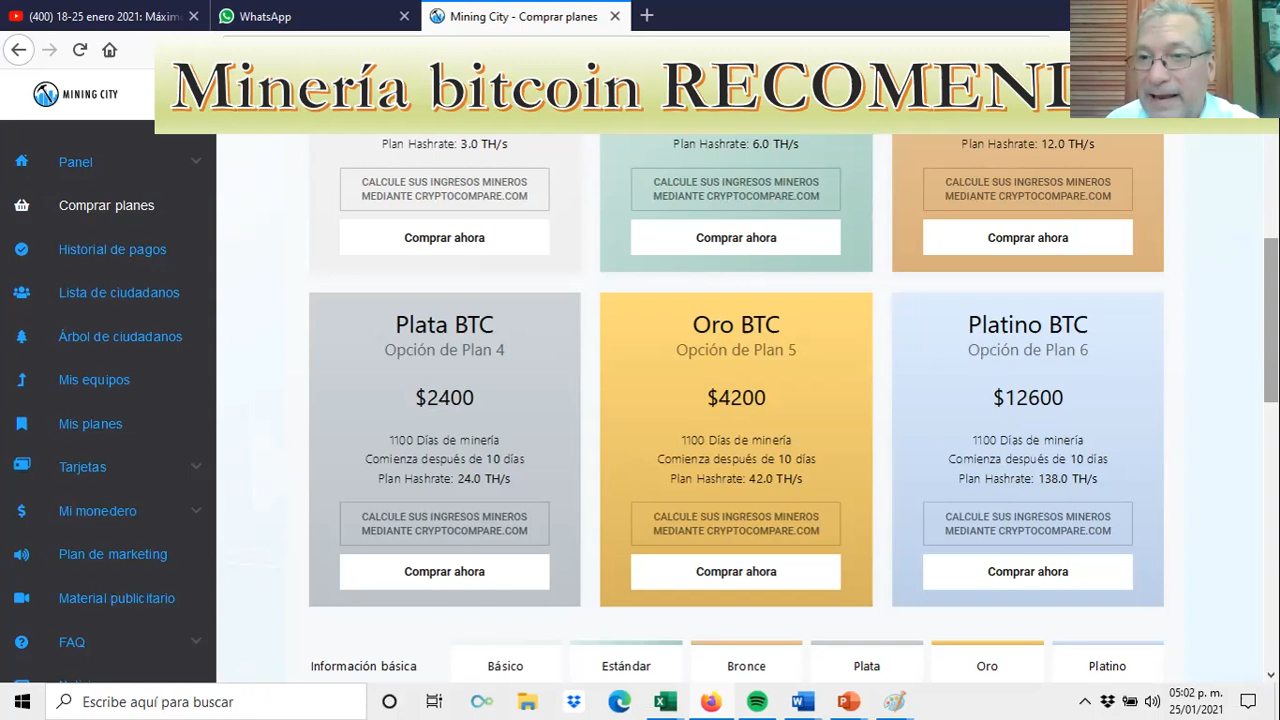 (400) 18-25 enero 2021: Máxim
WhatsApp
Mining City - Comprar planes
MINING CITY
Minería bitcoin RECOMEN
Panel
Comprar planes
Historial de pagos
Lista de ciudadanos
Árbol de ciudadanos
Mis equipos
Mis planes
Tarjetas
Mi monedero
Plan de marketing
Material publicitario
FAQ
Plan Hashrate: 3.0 TH/s
CALCULE SUS INGRESOS MINEROS
MEDIANTE CRYPTOCOMPARE.COM
Comprar ahora
Plan Hashrate: 6.0 TH/s
CALCULE SUS INGRESOS MINEROS
MEDIANTE CRYPTOCOMPARE.COM
Comprar ahora
Plan Hashrate: 12.0 TH/s
CALCULE SUS INGRESOS MINEROS
MEDIANTE CRYPTOCOMPARE.COM
Comprar ahora
Plata BTC
Opción de Plan 4
$2400
1100 Días de minería
Comienza después de 10 días
Plan Hashrate: 24.0 TH/s
CALCULE SUS INGRESOS MINEROS
MEDIANTE CRYPTOCOMPARE.COM
Comprar ahora
Oro BTC
Opción de Plan 5
$4200
1100 Días de minería
Comienza después de 10 días
Plan Hashrate: 42.0 TH/s
CALCULE SUS INGRESOS MINEROS
MEDIANTE CRYPTOCOMPARE.COM
Comprar ahora
Platino BTC
Opción de Plan 6
$12600
1100 Días de minería
Comienza después de 10 días
Plan Hashrate: 138.0 TH/s
CALCULE SUS INGRESOS MINEROS
MEDIANTE CRYPTOCOMPARE.COM
Comprar ahora
Información básica
Básico
Estándar
Bronce
Plata
Oro
Platino
Escribe aquí para buscar
05:02 p. m.
25/01/2021